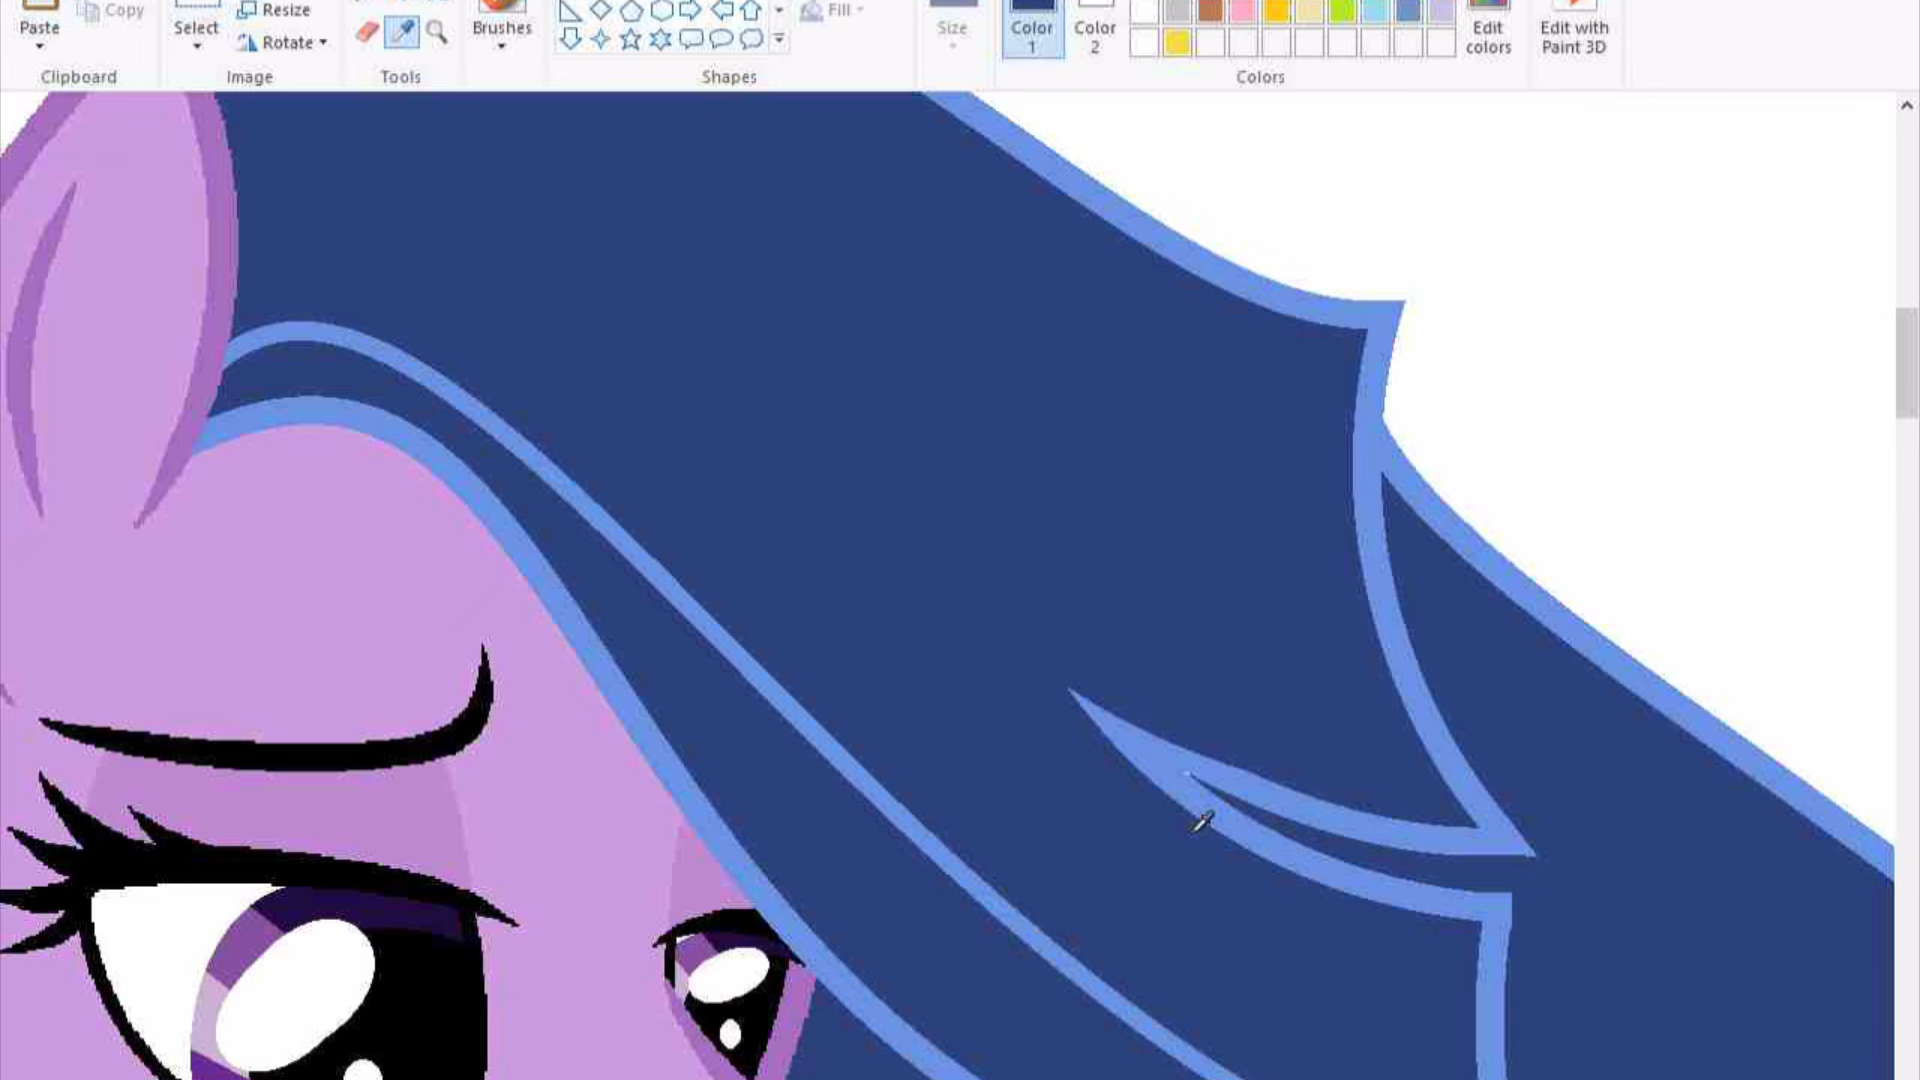 Paste
Copy
Select
Resize
Rotate
Brushes
Fill
Size
Color
1
Color
2
Edit
colors
Edit with
Paint 3D
Clipboard
Image
Tools
Shapes
Colors